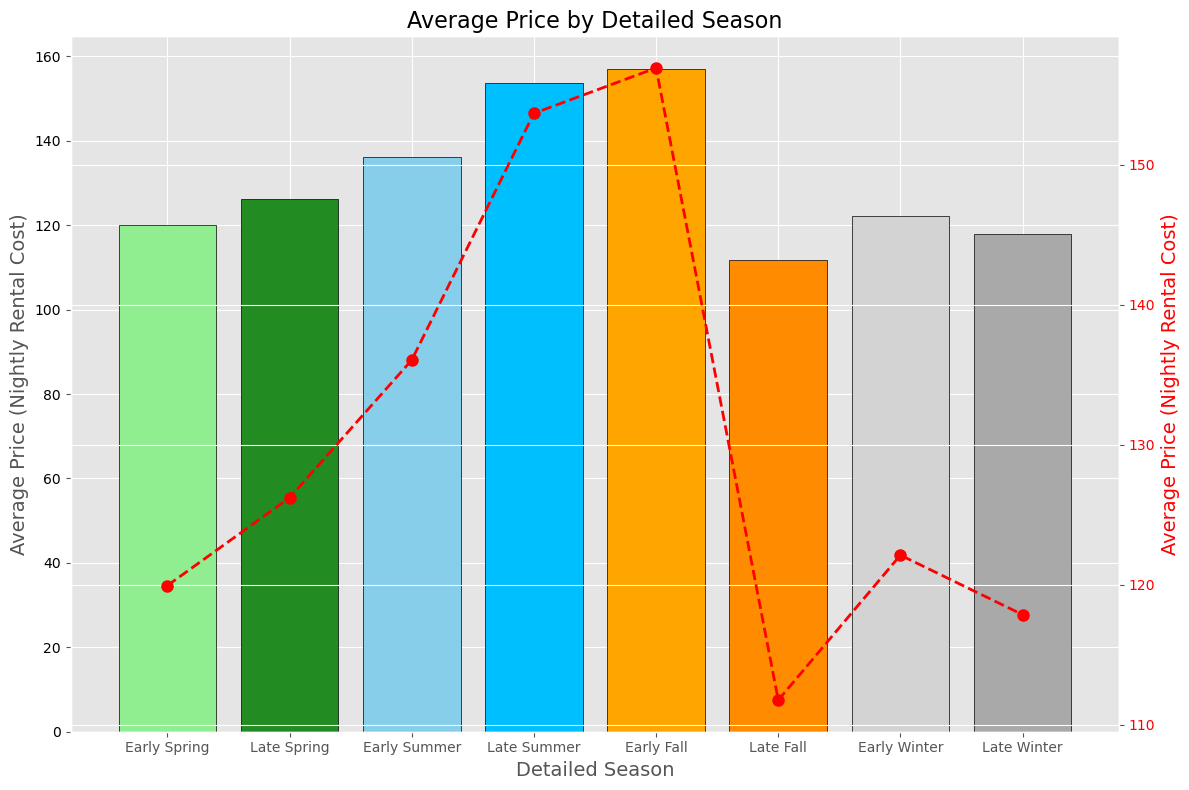 Average Price by Detailed Season
Average Price (Nightly Rental Cost)
160
140
120
100
80
60
40
20
0
150
140
130
120
110
Average Price (Nightly Rental Cost)
Early Spring
Late Spring
Early Summer
Late Summer
Early Fall
Late Fall
Early Winter
Late Winter
Detailed Season